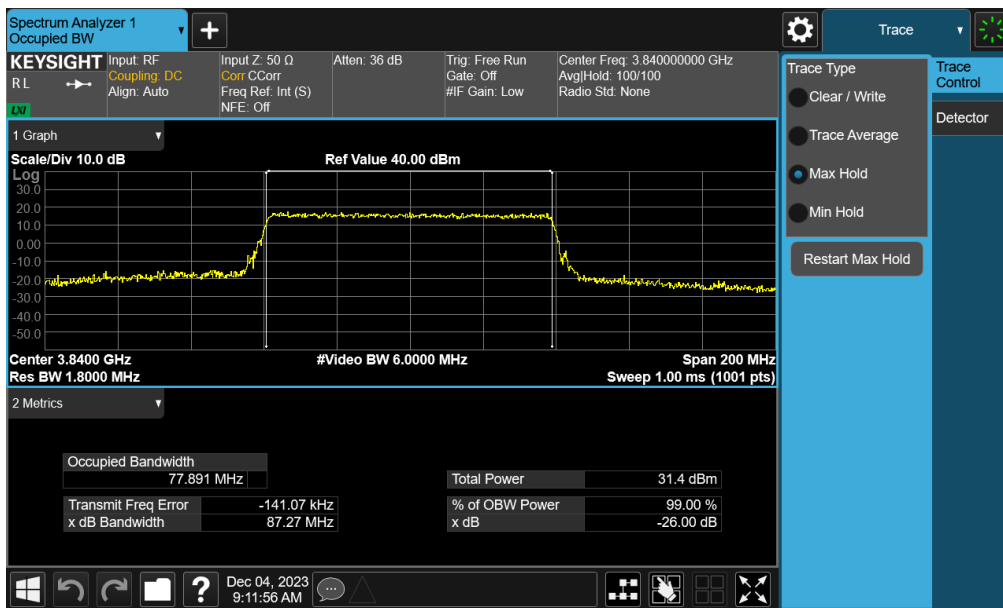 Spectrum Analyzer 1
Occupied BW
+
Trace
KEYSIGHT
R L
LXI
Input: RF
Coupling: DC
Align: Auto
Input Z: 50 Ω
Corr CCorr
Freq Ref: Int (S)
NFE: Off
Atten: 36 dB
Trig: Free Run
Gate: Off
#IF Gain: Low
Center Freq: 3.840000000 GHz
Avg|Hold: 100/100
Radio Std: None
Trace Type
Clear / Write
Trace Average
Max Hold
Min Hold
Restart Max Hold
Trace
Control
Detector
1 Graph
Scale/Div 10.0 dB
Ref Value 40.00 dBm
Log
30.0
20.0
10.0
0.00
-10.0
-20.0
-30.0
-40.0
-50.0
Center 3.8400 GHz
#Video BW 6.0000 MHz
Span 200 MHz
Res BW 1.8000 MHz
Sweep 1.00 ms (1001 pts)
2 Metrics
Occupied Bandwidth
77.891 MHz
Total Power 31.4 dBm
Transmit Freq Error -141.07 kHz
% of OBW Power 99.00 %
x dB Bandwidth 87.27 MHz
x dB -26.00 dB
?
Dec 04, 2023
9:11:56 AM